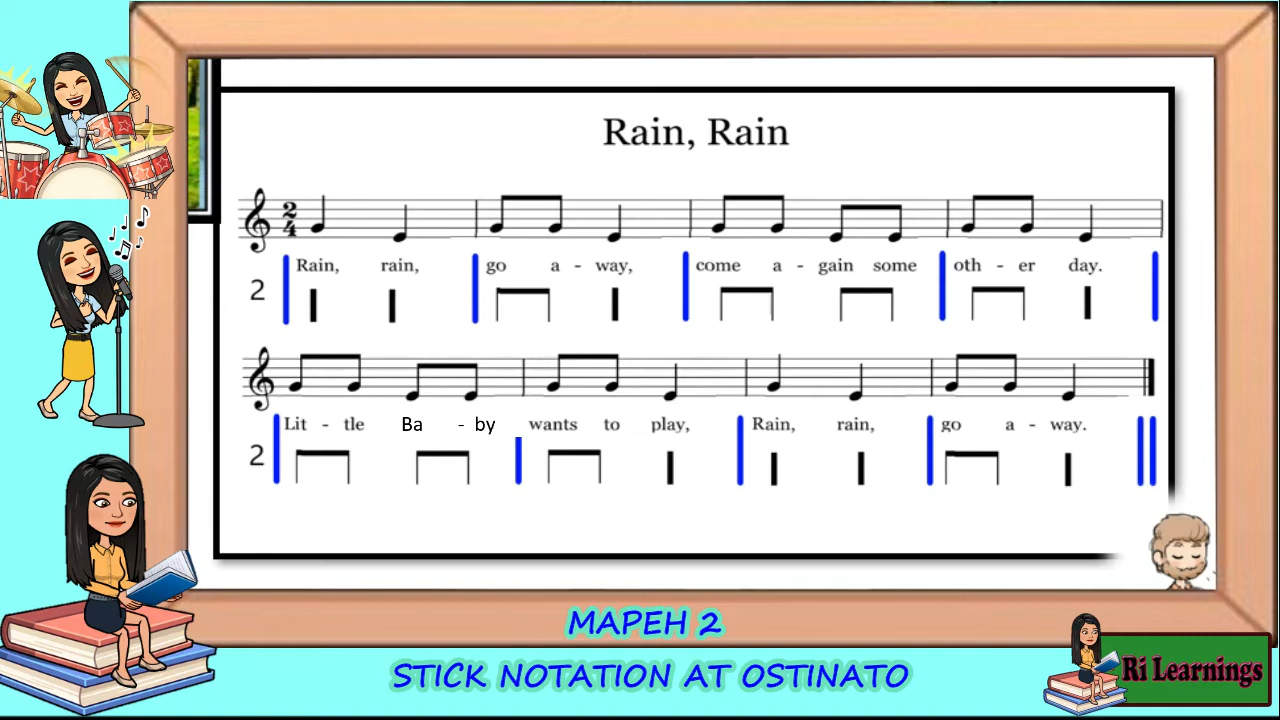 Rain, Rain
2
4
Rain, rain, go a - way, come a - gain some oth - er day.
2
Lit - tle Ba - by wants to play, Rain, rain, go a - way.
2
MAPEH 2
STICK NOTATION AT OSTINATO
Ri Learnings